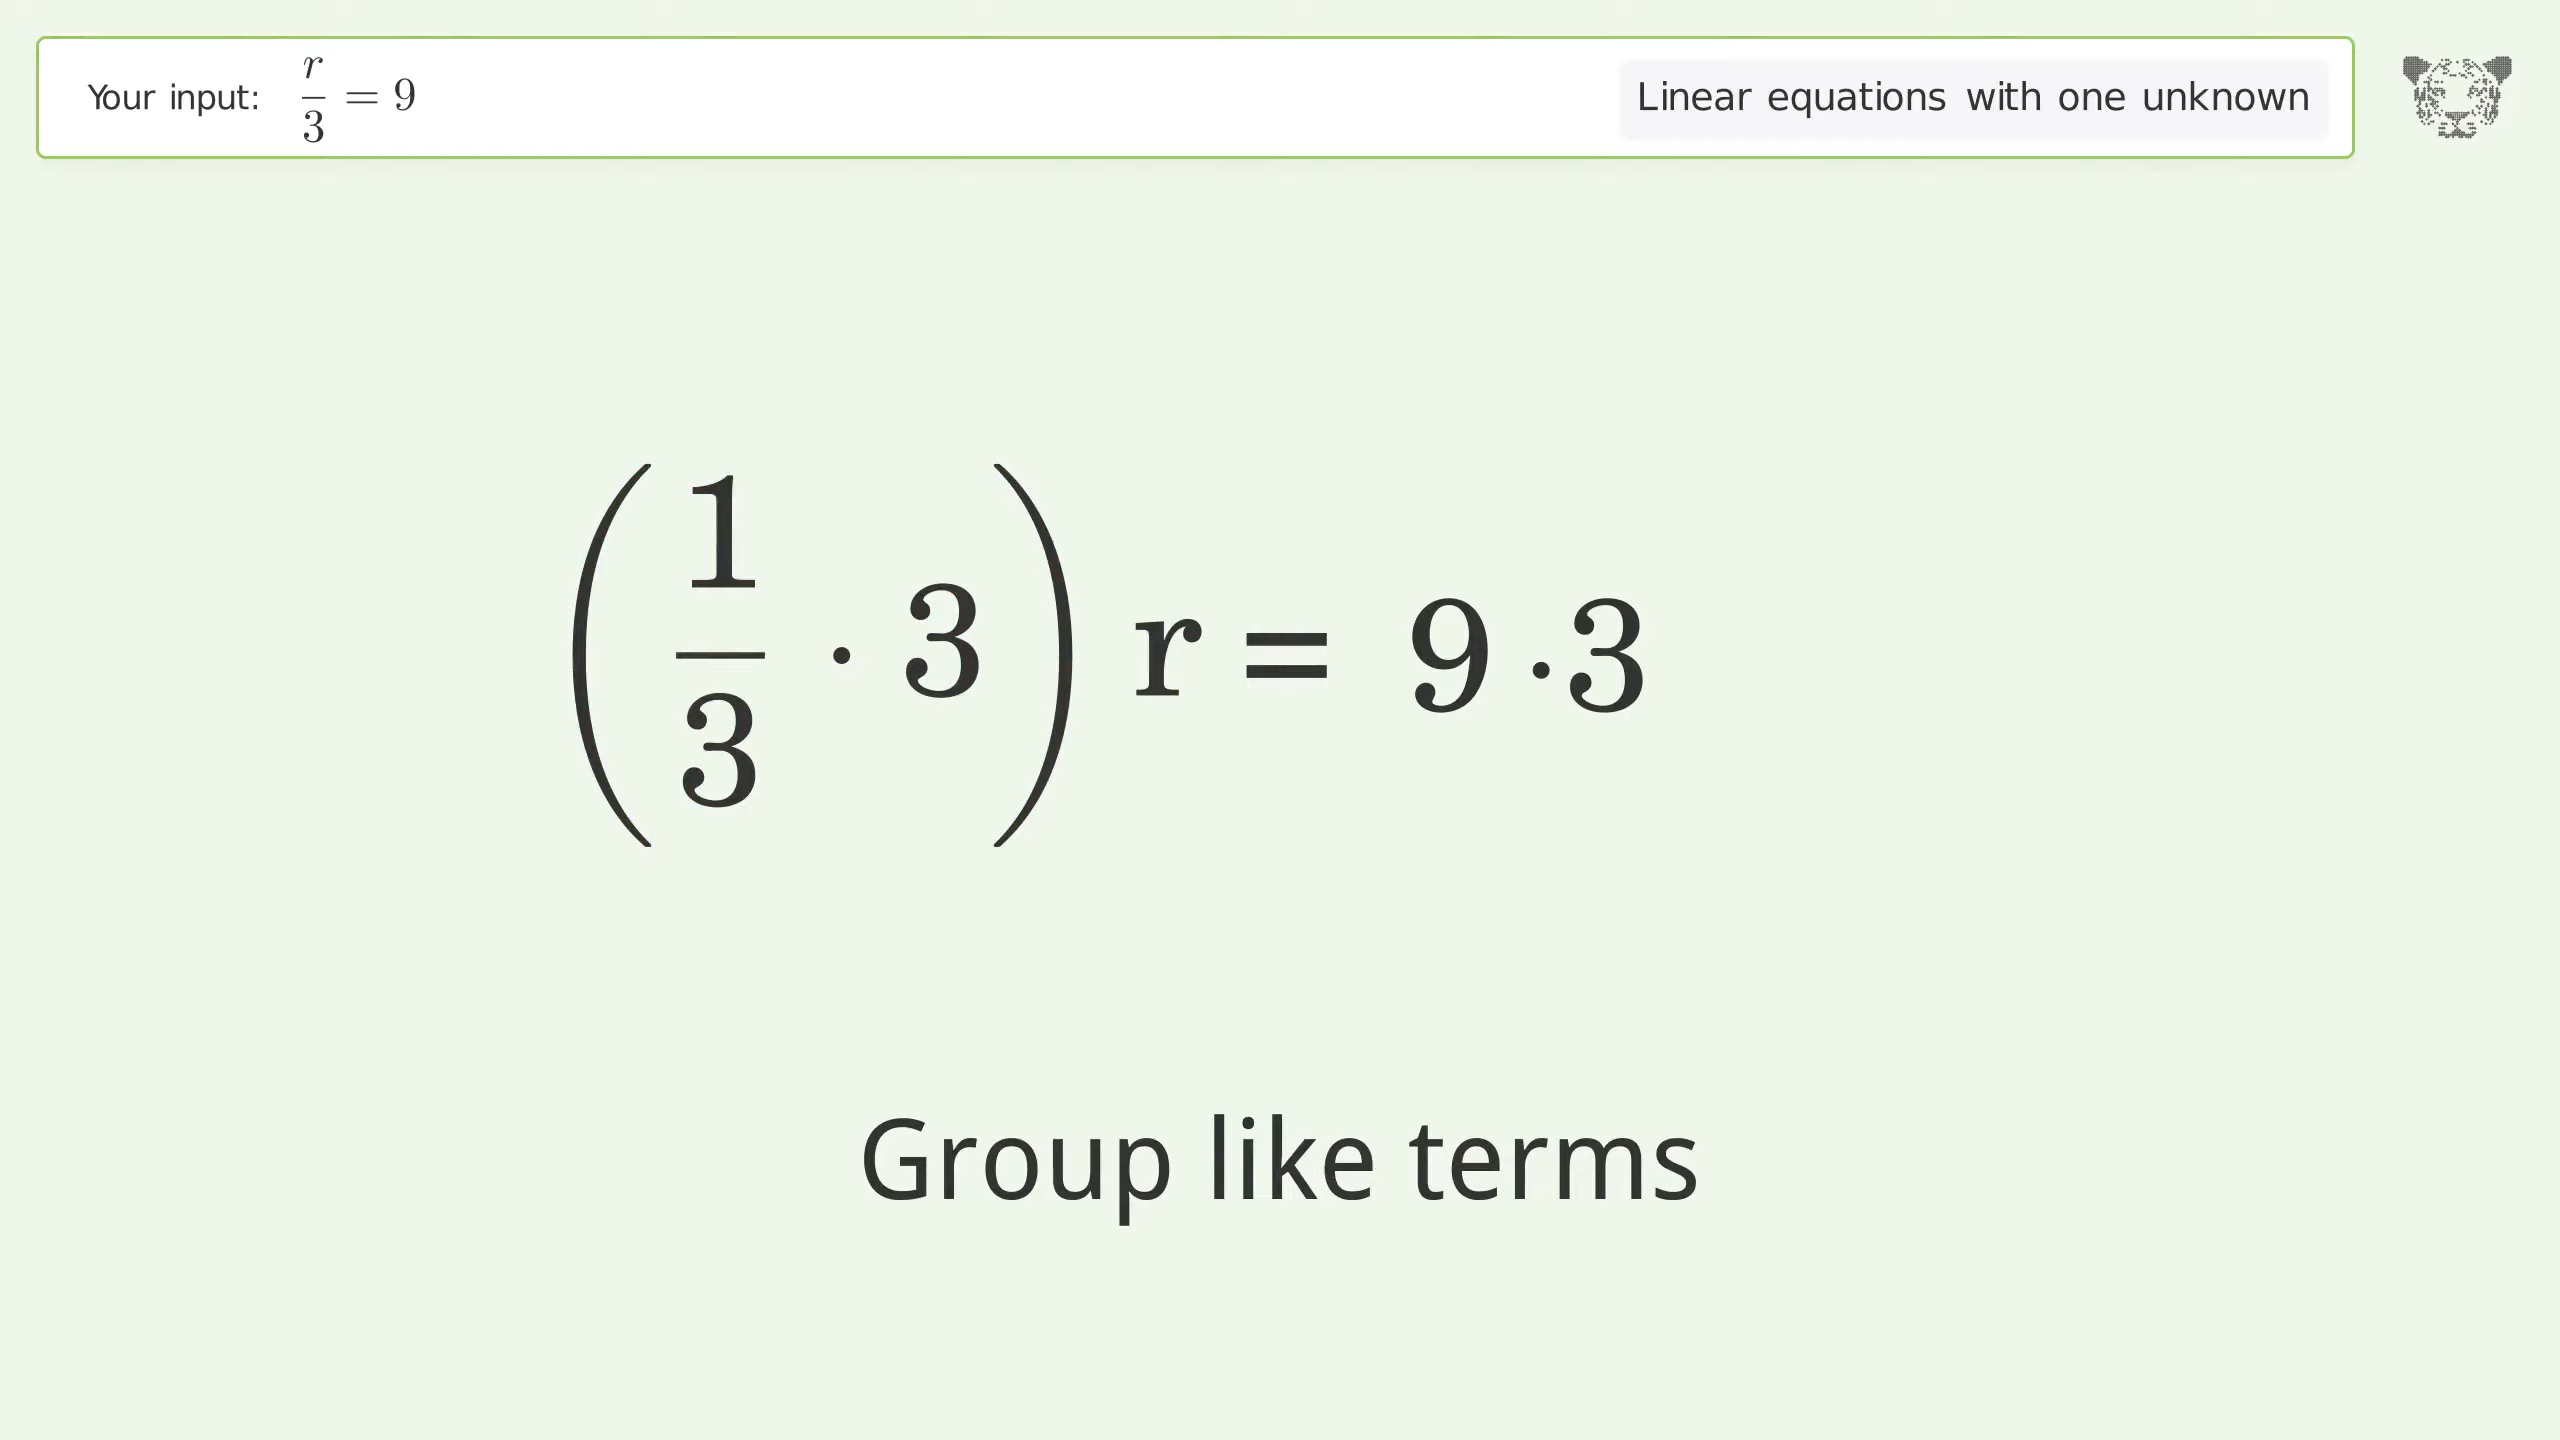 Your input: r/3 = 9
Linear equations with one unknown
(1/3 · 3) r = 9 · 3
Group like terms